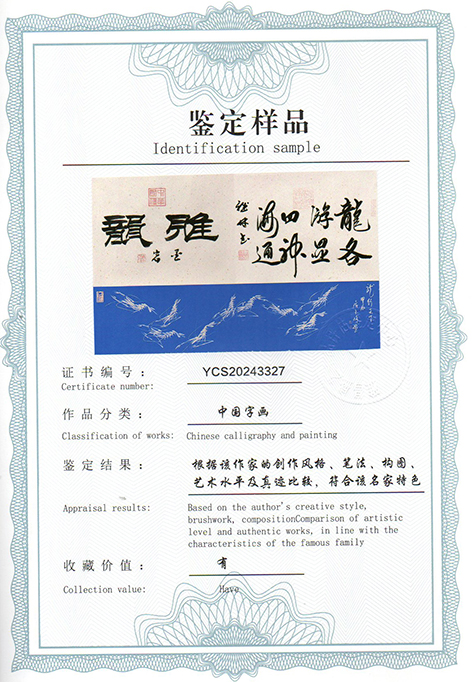 鉴定样品
Identification sample
龍各
游显
四神
海通
雅韻
证书编号：
YCS20243327
Certificate number:
作品分类：
中国字画
Classification of works:
Chinese calligraphy and painting
鉴定结果：
根据该作家的创作风格、笔法、构图、
艺术水平及真迹比较，符合该名家特色
Appraisal results:
Based on the author's creative style,
brushwork, compositionComparison of artistic
level and authentic works, in line with the
characteristics of the famous family
收藏价值：
有
Collection value:
Have